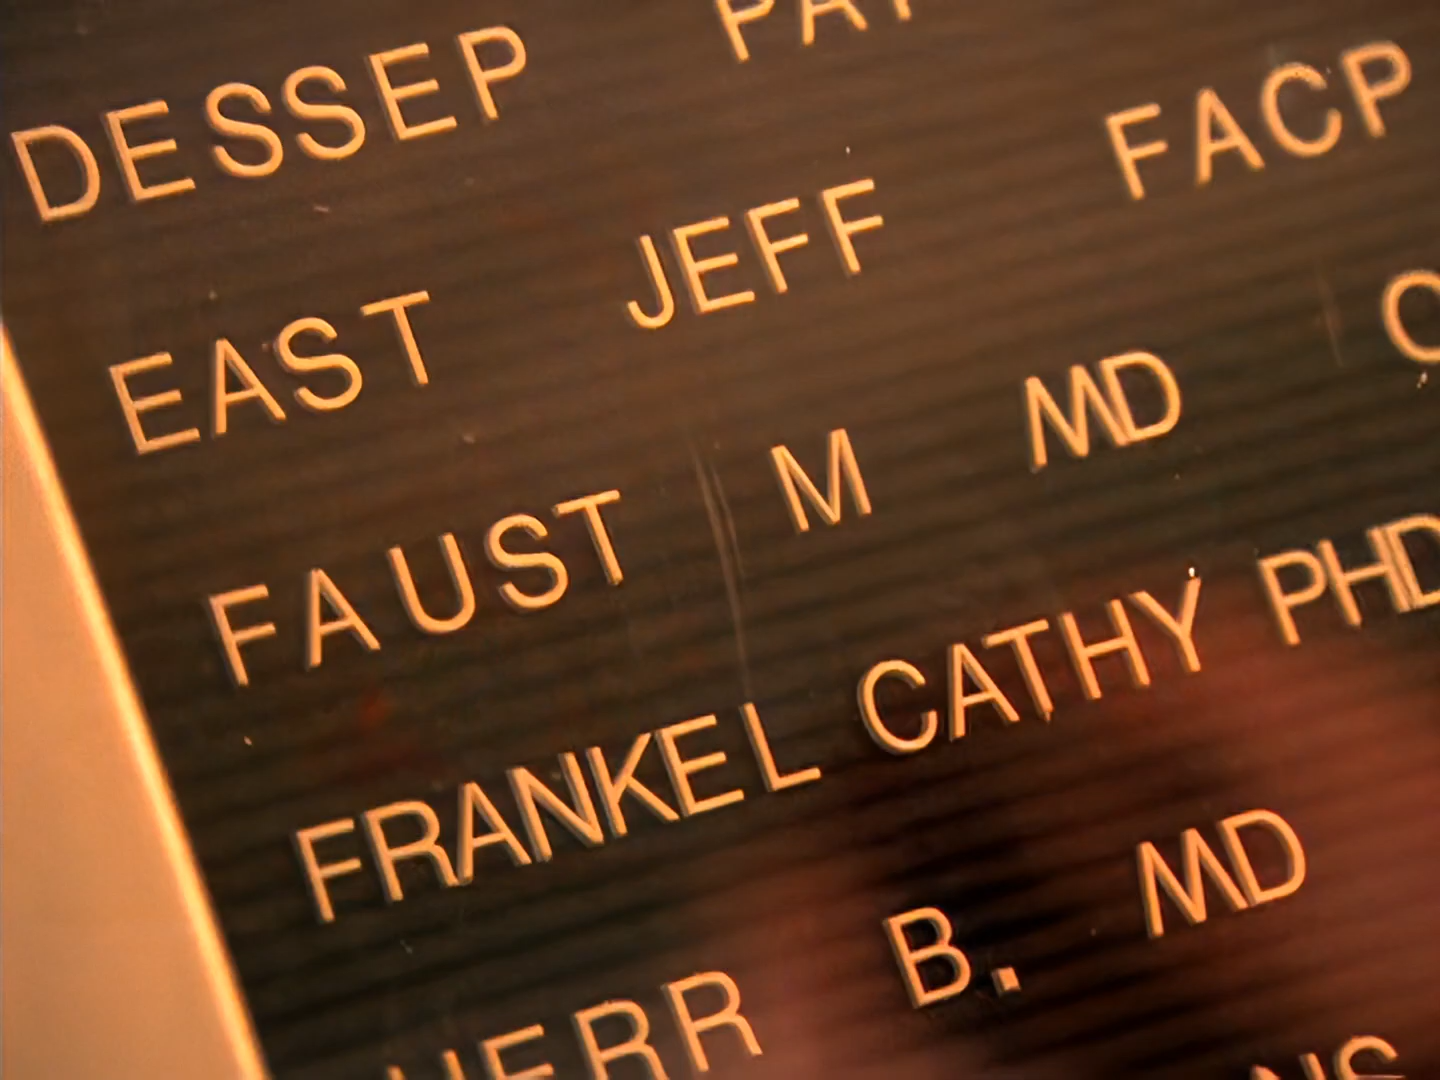 DESSEP
EAST JEFF FACP
FAUST M MD
FRANKEL CATHY PHD
B. MD